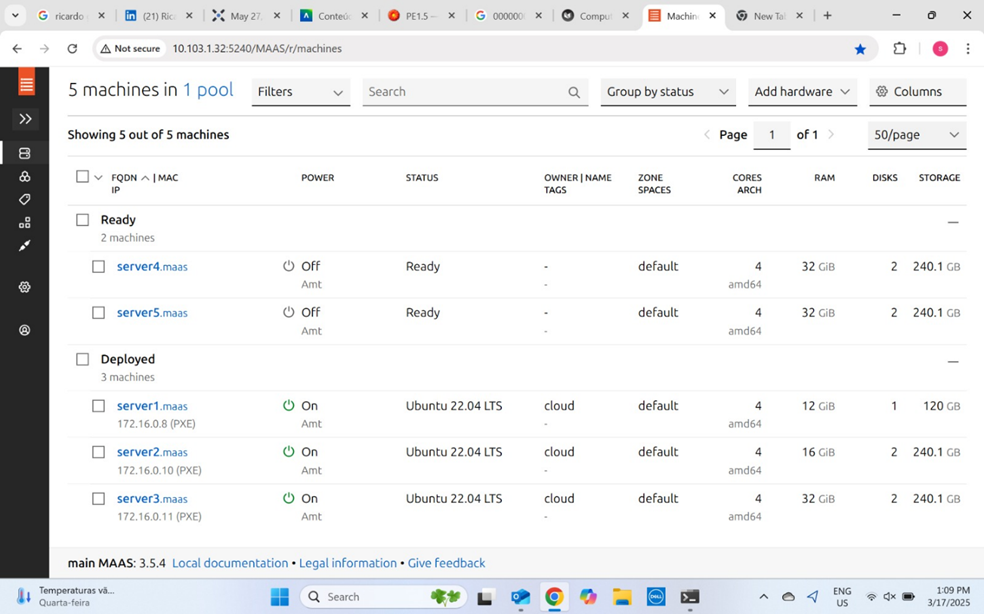 ricardo
(21) Ric
May 27,
Conteú
PE1.5 —
000000
Compu
Machin
New Tab
Not secure 10.103.1.32:5240/MAAS/r/machines
s
5 machines in 1 pool Filters Search Group by status Add hardware Columns
Showing 5 out of 5 machines Page 1 of 1 50/page
FQDN | MAC POWER STATUS OWNER | NAME ZONE CORES RAM DISKS STORAGE
IP TAGS SPACES ARCH
Ready
2 machines
server4.maas Off Ready - default 4 32 GiB 2 240.1 GB
Amt - amd64
server5.maas Off Ready - default 4 32 GiB 2 240.1 GB
Amt - amd64
Deployed
3 machines
server1.maas On Ubuntu 22.04 LTS cloud default 4 12 GiB 1 120 GB
172.16.0.8 (PXE) Amt - amd64
server2.maas On Ubuntu 22.04 LTS cloud default 4 16 GiB 2 240.1 GB
172.16.0.10 (PXE) Amt - amd64
server3.maas On Ubuntu 22.04 LTS cloud default 4 32 GiB 2 240.1 GB
172.16.0.11 (PXE) Amt - amd64
main MAAS: 3.5.4 Local documentation • Legal information • Give feedback
Temperaturas vã... Search ENG 1:09 PM
Quarta-feira US 3/17/2025